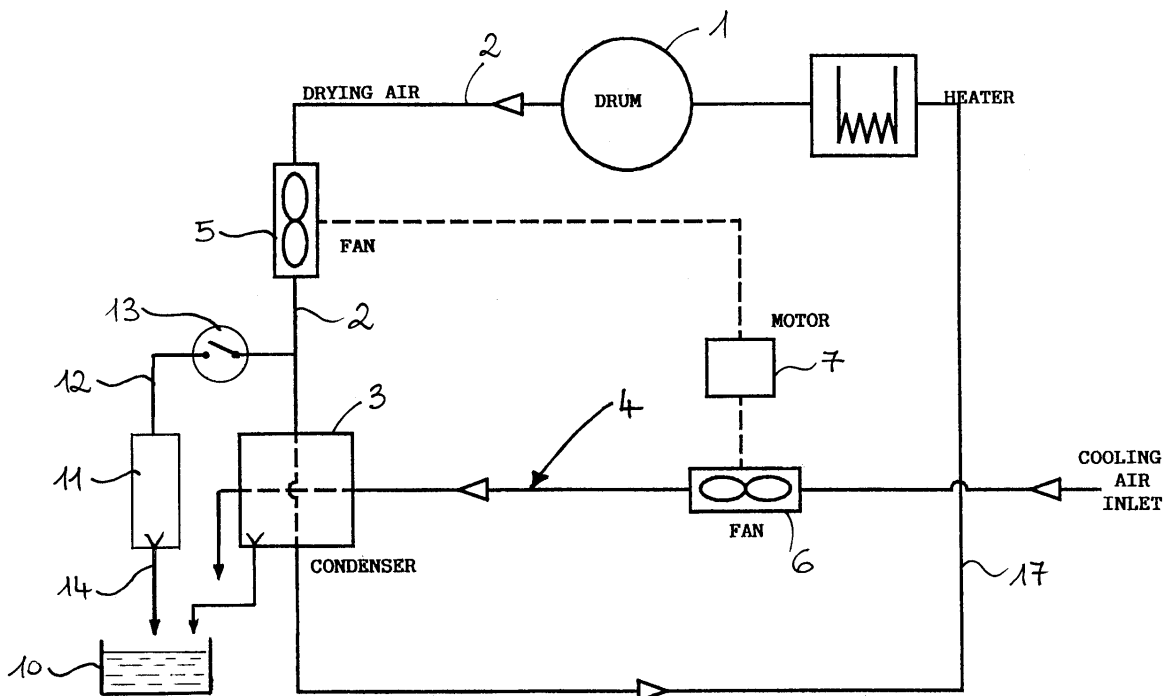 1
2
DRYING AIR
DRUM
HEATER
5
FAN
13
2
MOTOR
7
12
3
4
11
COOLING
AIR
INLET
FAN
6
CONDENSER
14
17
10